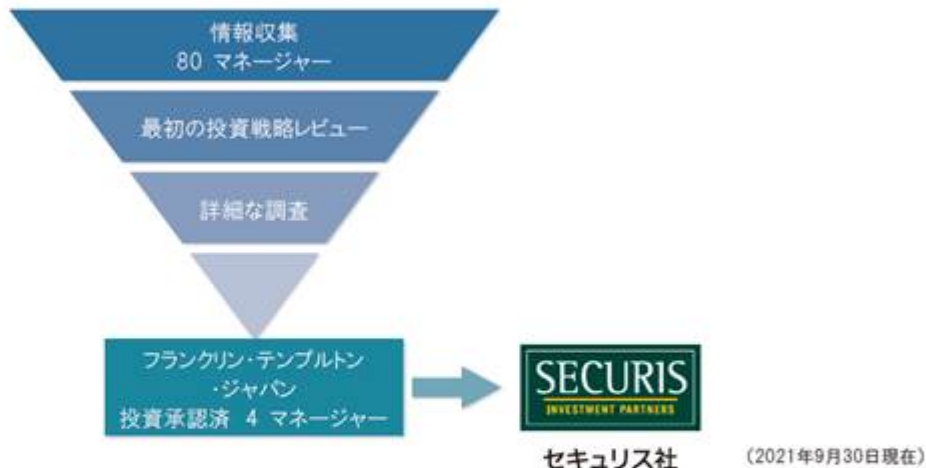 情報収集
80 マネージャー
最初の投資戦略レビュー
詳細な調査
フランクリン・テンプルトン
・ジャパン
投資承認済 4 マネージャー
SECURIS
INVESTMENT PARTNERS
セキュリス社
(2021年9月30日現在)